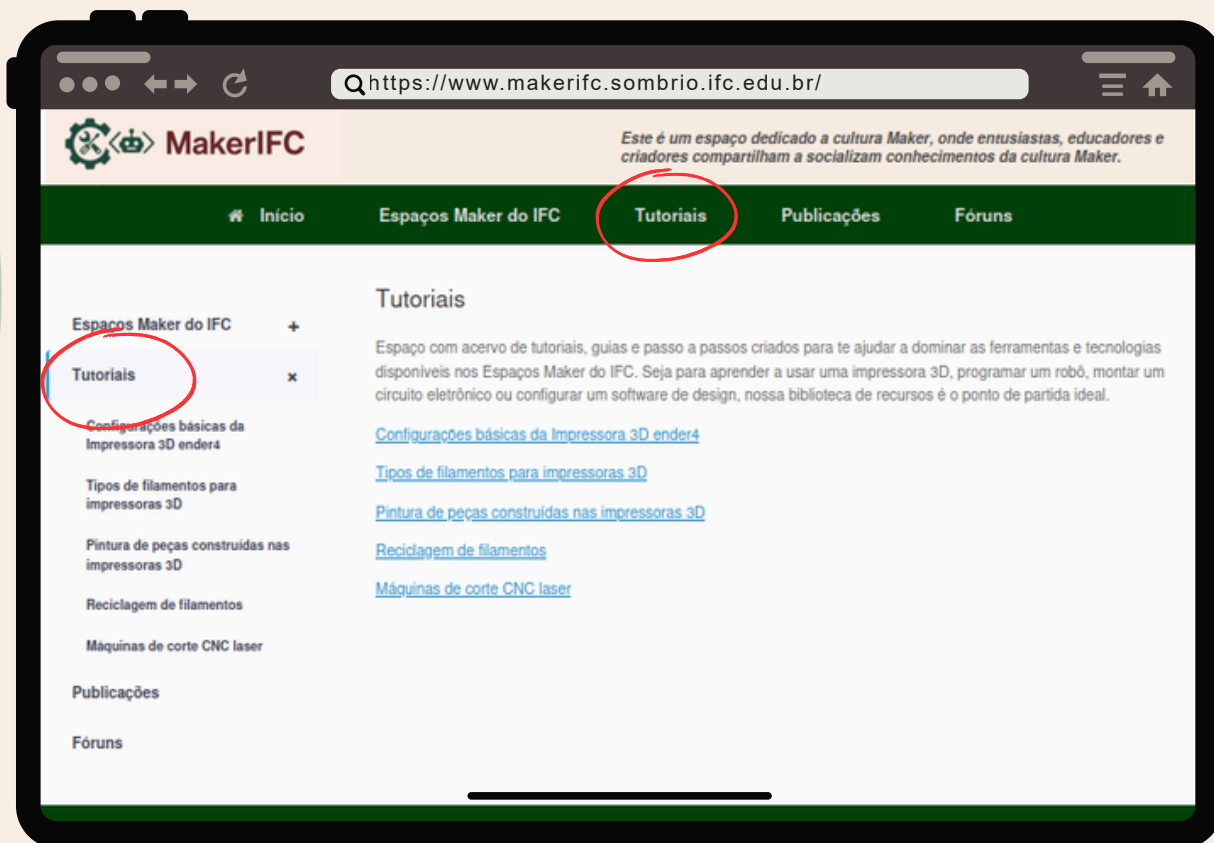 https://www.makerifc.sombrio.ifc.edu.br/
MakerIFC
Este é um espaço dedicado a cultura Maker, onde entusiastas, educadores e
criadores compartilham a socializam conhecimentos da cultura Maker.
Início
Espaços Maker do IFC
Tutoriais
Publicações
Fóruns
Espaços Maker do IFC
Tutoriais
Configurações básicas da
Impressora 3D ender4
Tipos de filamentos para
impressoras 3D
Pintura de peças construídas nas
impressoras 3D
Reciclagem de filamentos
Máquinas de corte CNC laser
Publicações
Fóruns
Tutoriais
Espaço com acervo de tutoriais, guias e passo a passos criados para te ajudar a dominar as ferramentas e tecnologias
disponíveis nos Espaços Maker do IFC. Seja para aprender a usar uma impressora 3D, programar um robô, montar um
circuito eletrônico ou configurar um software de design, nossa biblioteca de recursos é o ponto de partida ideal.
Configurações básicas da Impressora 3D ender4
Tipos de filamentos para impressoras 3D
Pintura de peças construídas nas impressoras 3D
Reciclagem de filamentos
Máquinas de corte CNC laser